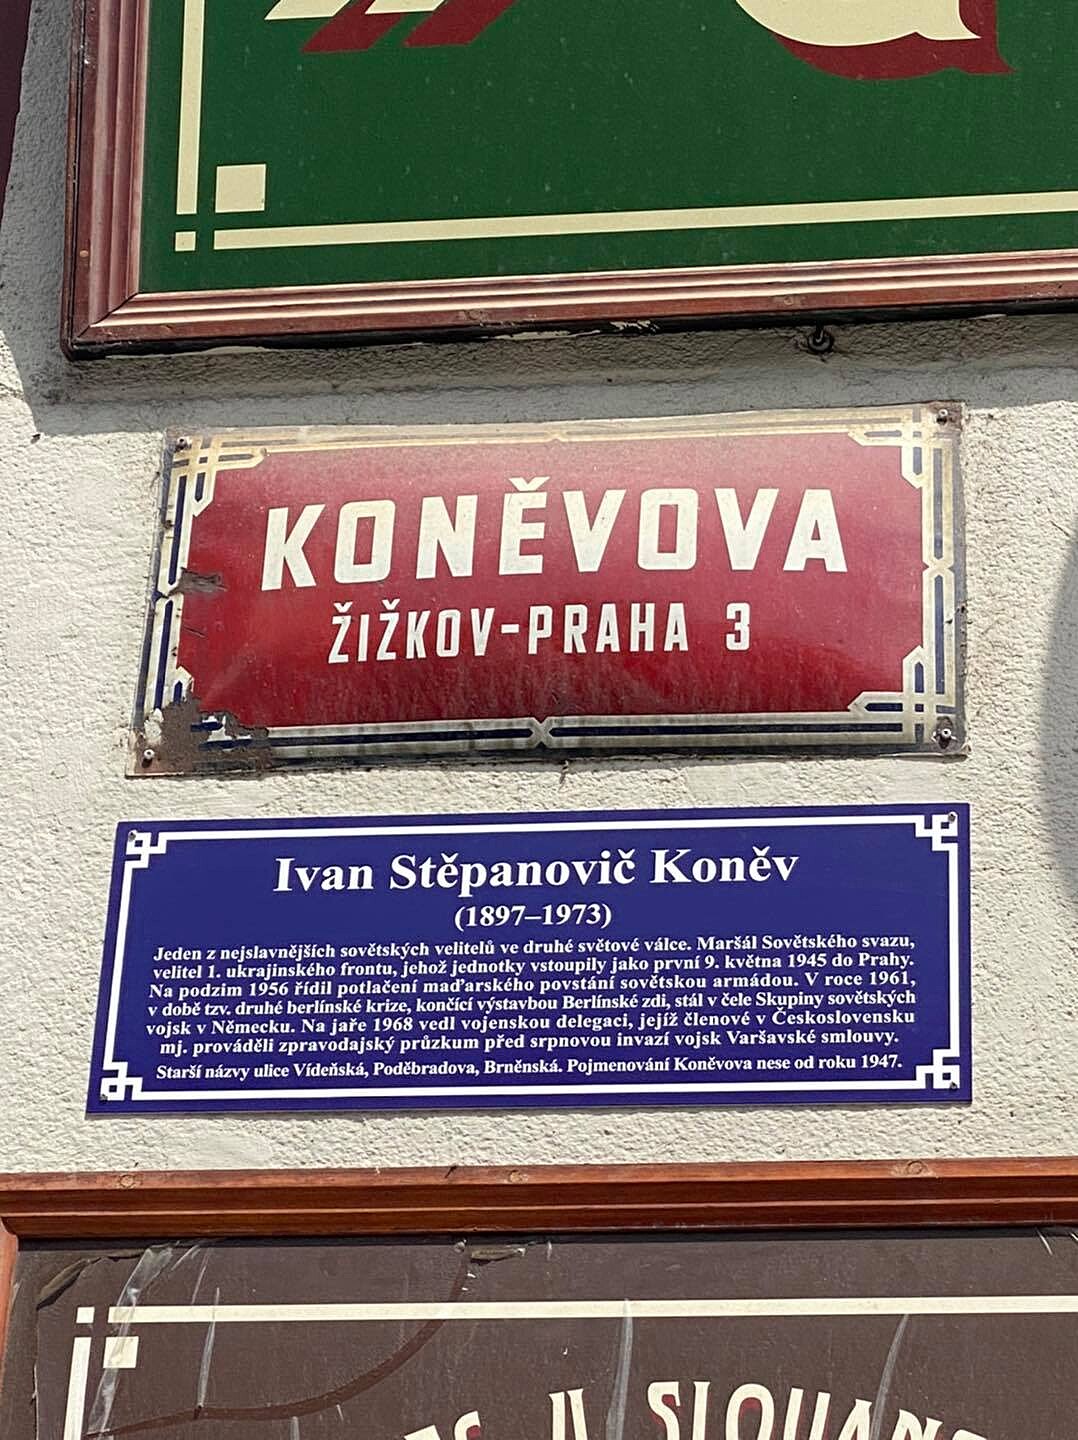 KONĚVOVA
ŽIŽKOV-PRAHA 3
Ivan Stěpanovič Koněv
(1897–1973)
Jeden z nejslavnějších sovětských velitelů ve druhé světové válce. Maršál Sovětského svazu,
velitel 1. ukrajinského frontu, jehož jednotky vstoupily jako první 9. května 1945 do Prahy.
Na podzim 1956 řídil potlačení maďarského povstání sovětskou armádou. V roce 1961,
v době tzv. druhé berlínské krize, končící výstavbou Berlínské zdi, stál v čele Skupiny sovětských
vojsk v Německu. Na jaře 1968 vedl vojenskou delegaci, jejíž členové v Československu
mj. prováděli zpravodajský průzkum před srpnovou invazí vojsk Varšavské smlouvy.
Starší názvy ulice Vídeňská, Poděbradova, Brněnská. Pojmenování Koněvova nese od roku 1947.
U